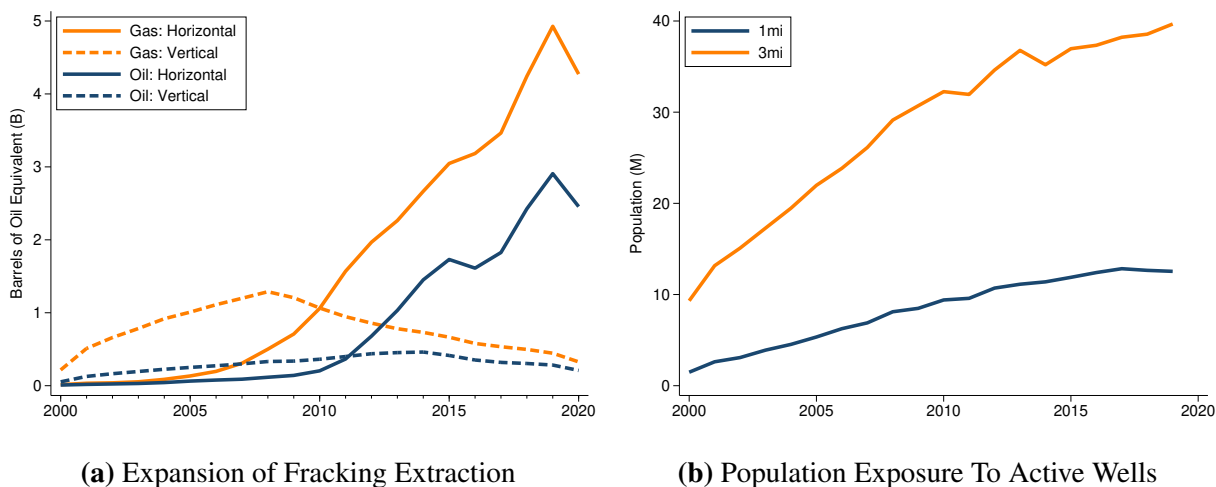 Barrels of Oil Equivalent (B)
5
4
3
2
1
0
Gas: Horizontal
Gas: Vertical
Oil: Horizontal
Oil: Vertical
2000 2005 2010 2015 2020
(a) Expansion of Fracking Extraction
Population (M)
40
30
20
10
0
1mi
3mi
2000 2005 2010 2015 2020
(b) Population Exposure To Active Wells